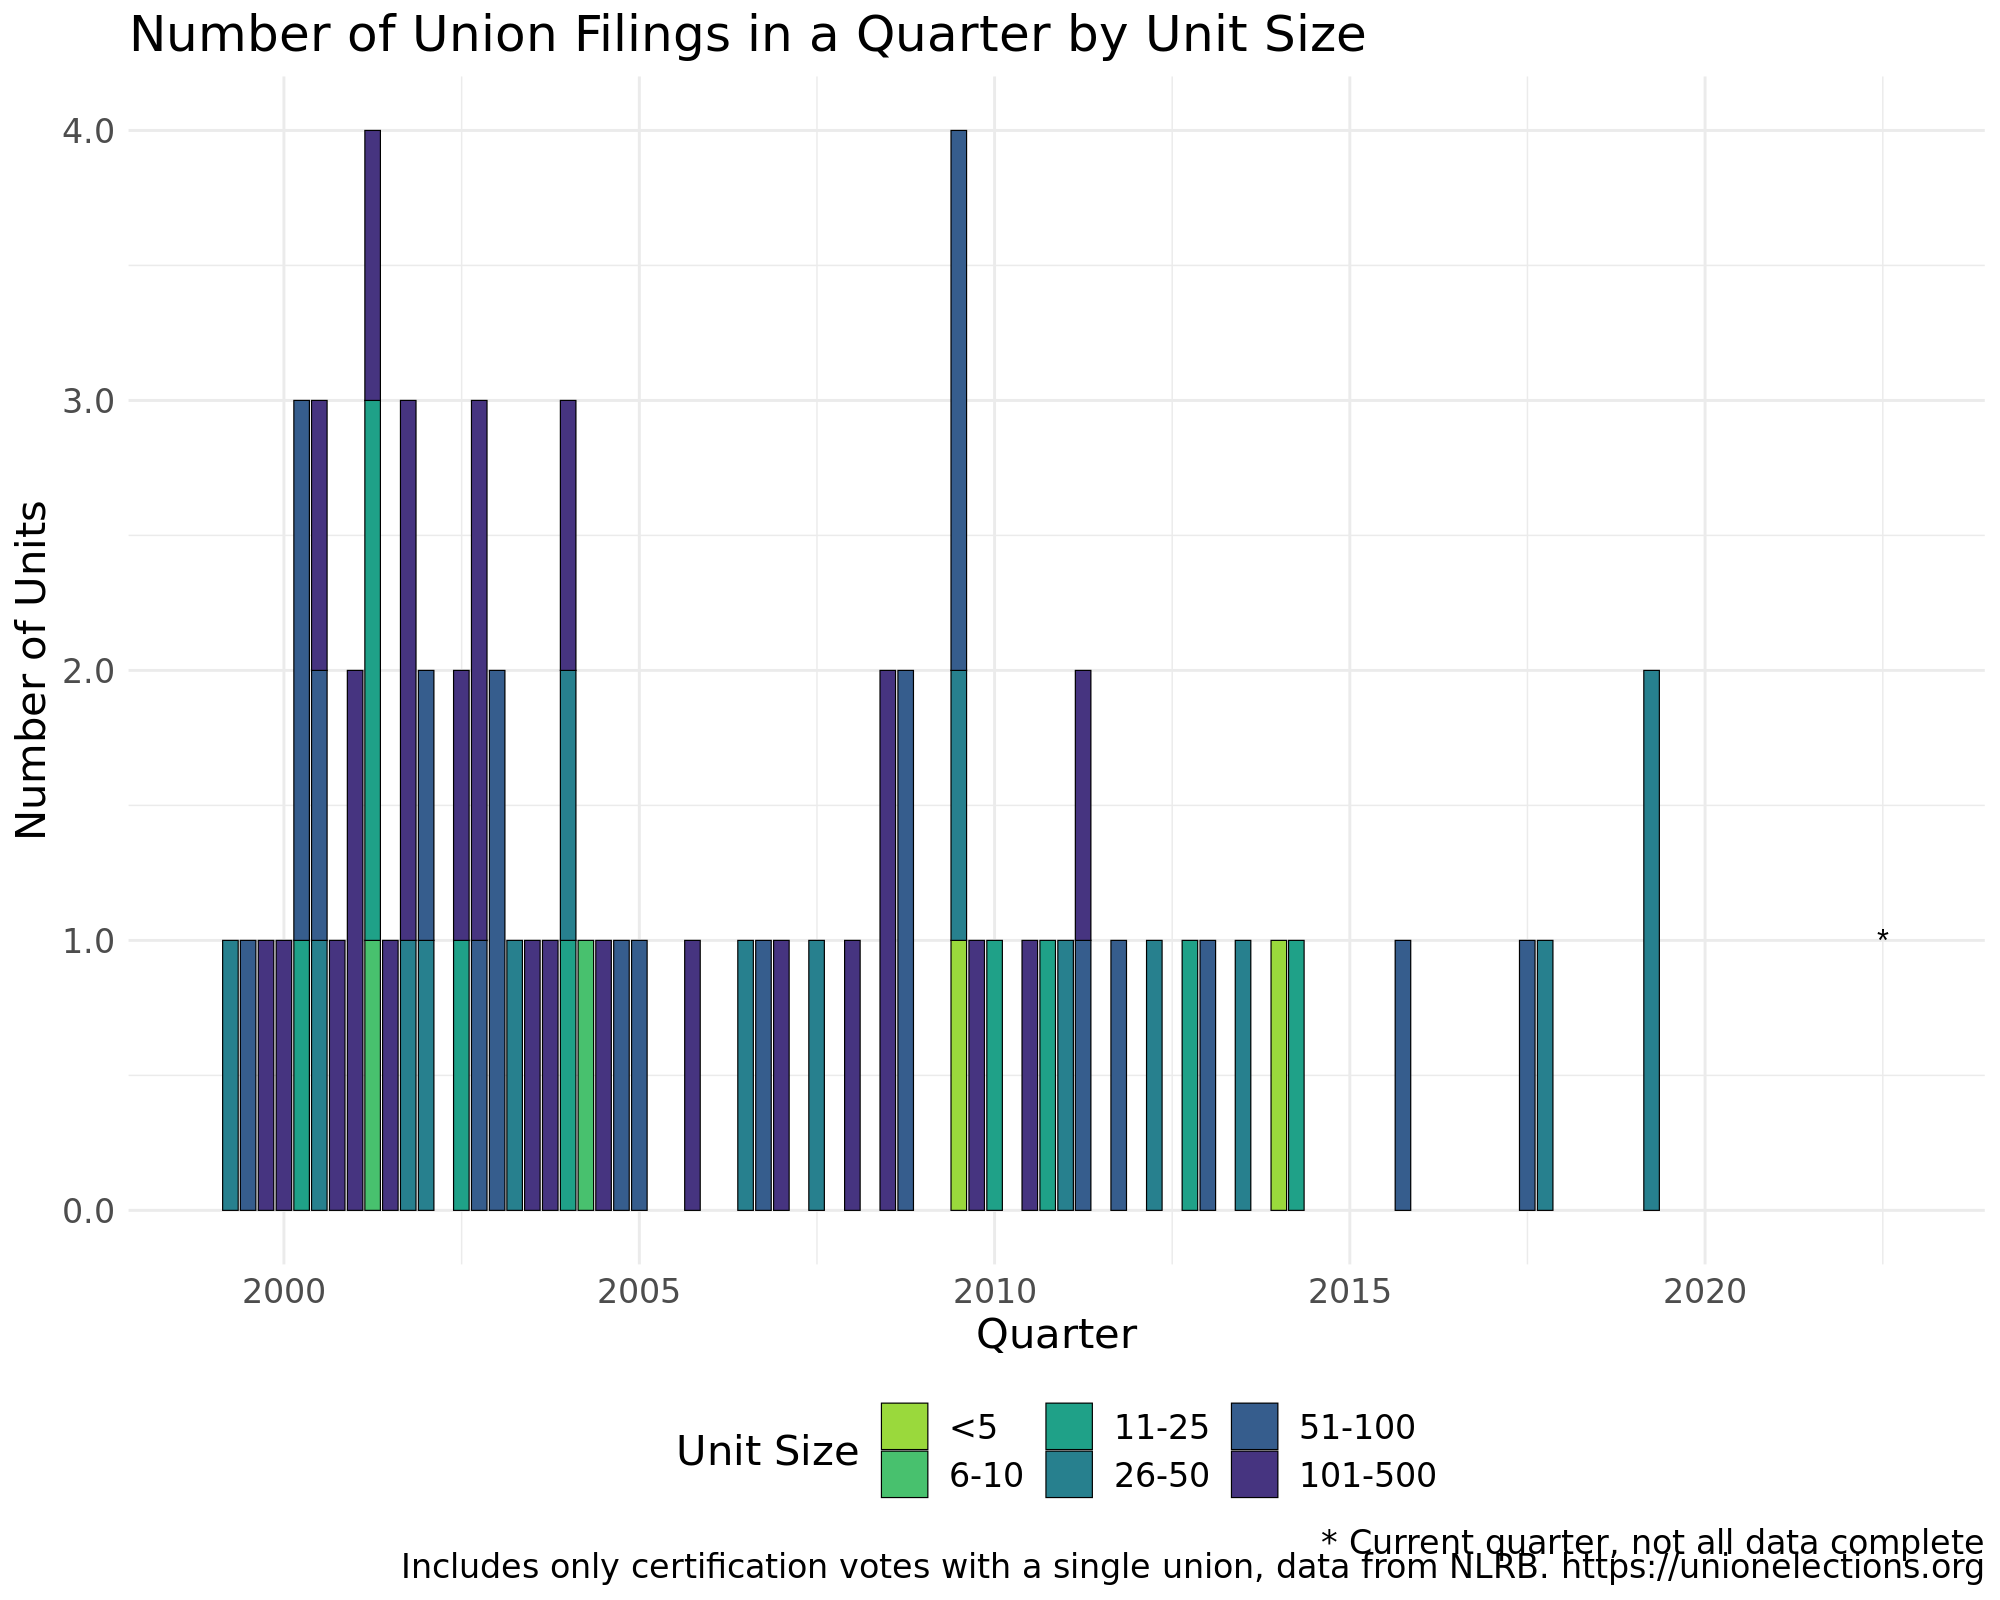 Number of Union Filings in a Quarter by Unit Size
4.0
3.0
2.0
1.0
0.0
Number of Units
*
2000 2005 2010 2015 2020
Quarter
Unit Size
<5 11-25 51-100
6-10 26-50 101-500
* Current quarter, not all data complete
Includes only certification votes with a single union, data from NLRB. https://unionelections.org